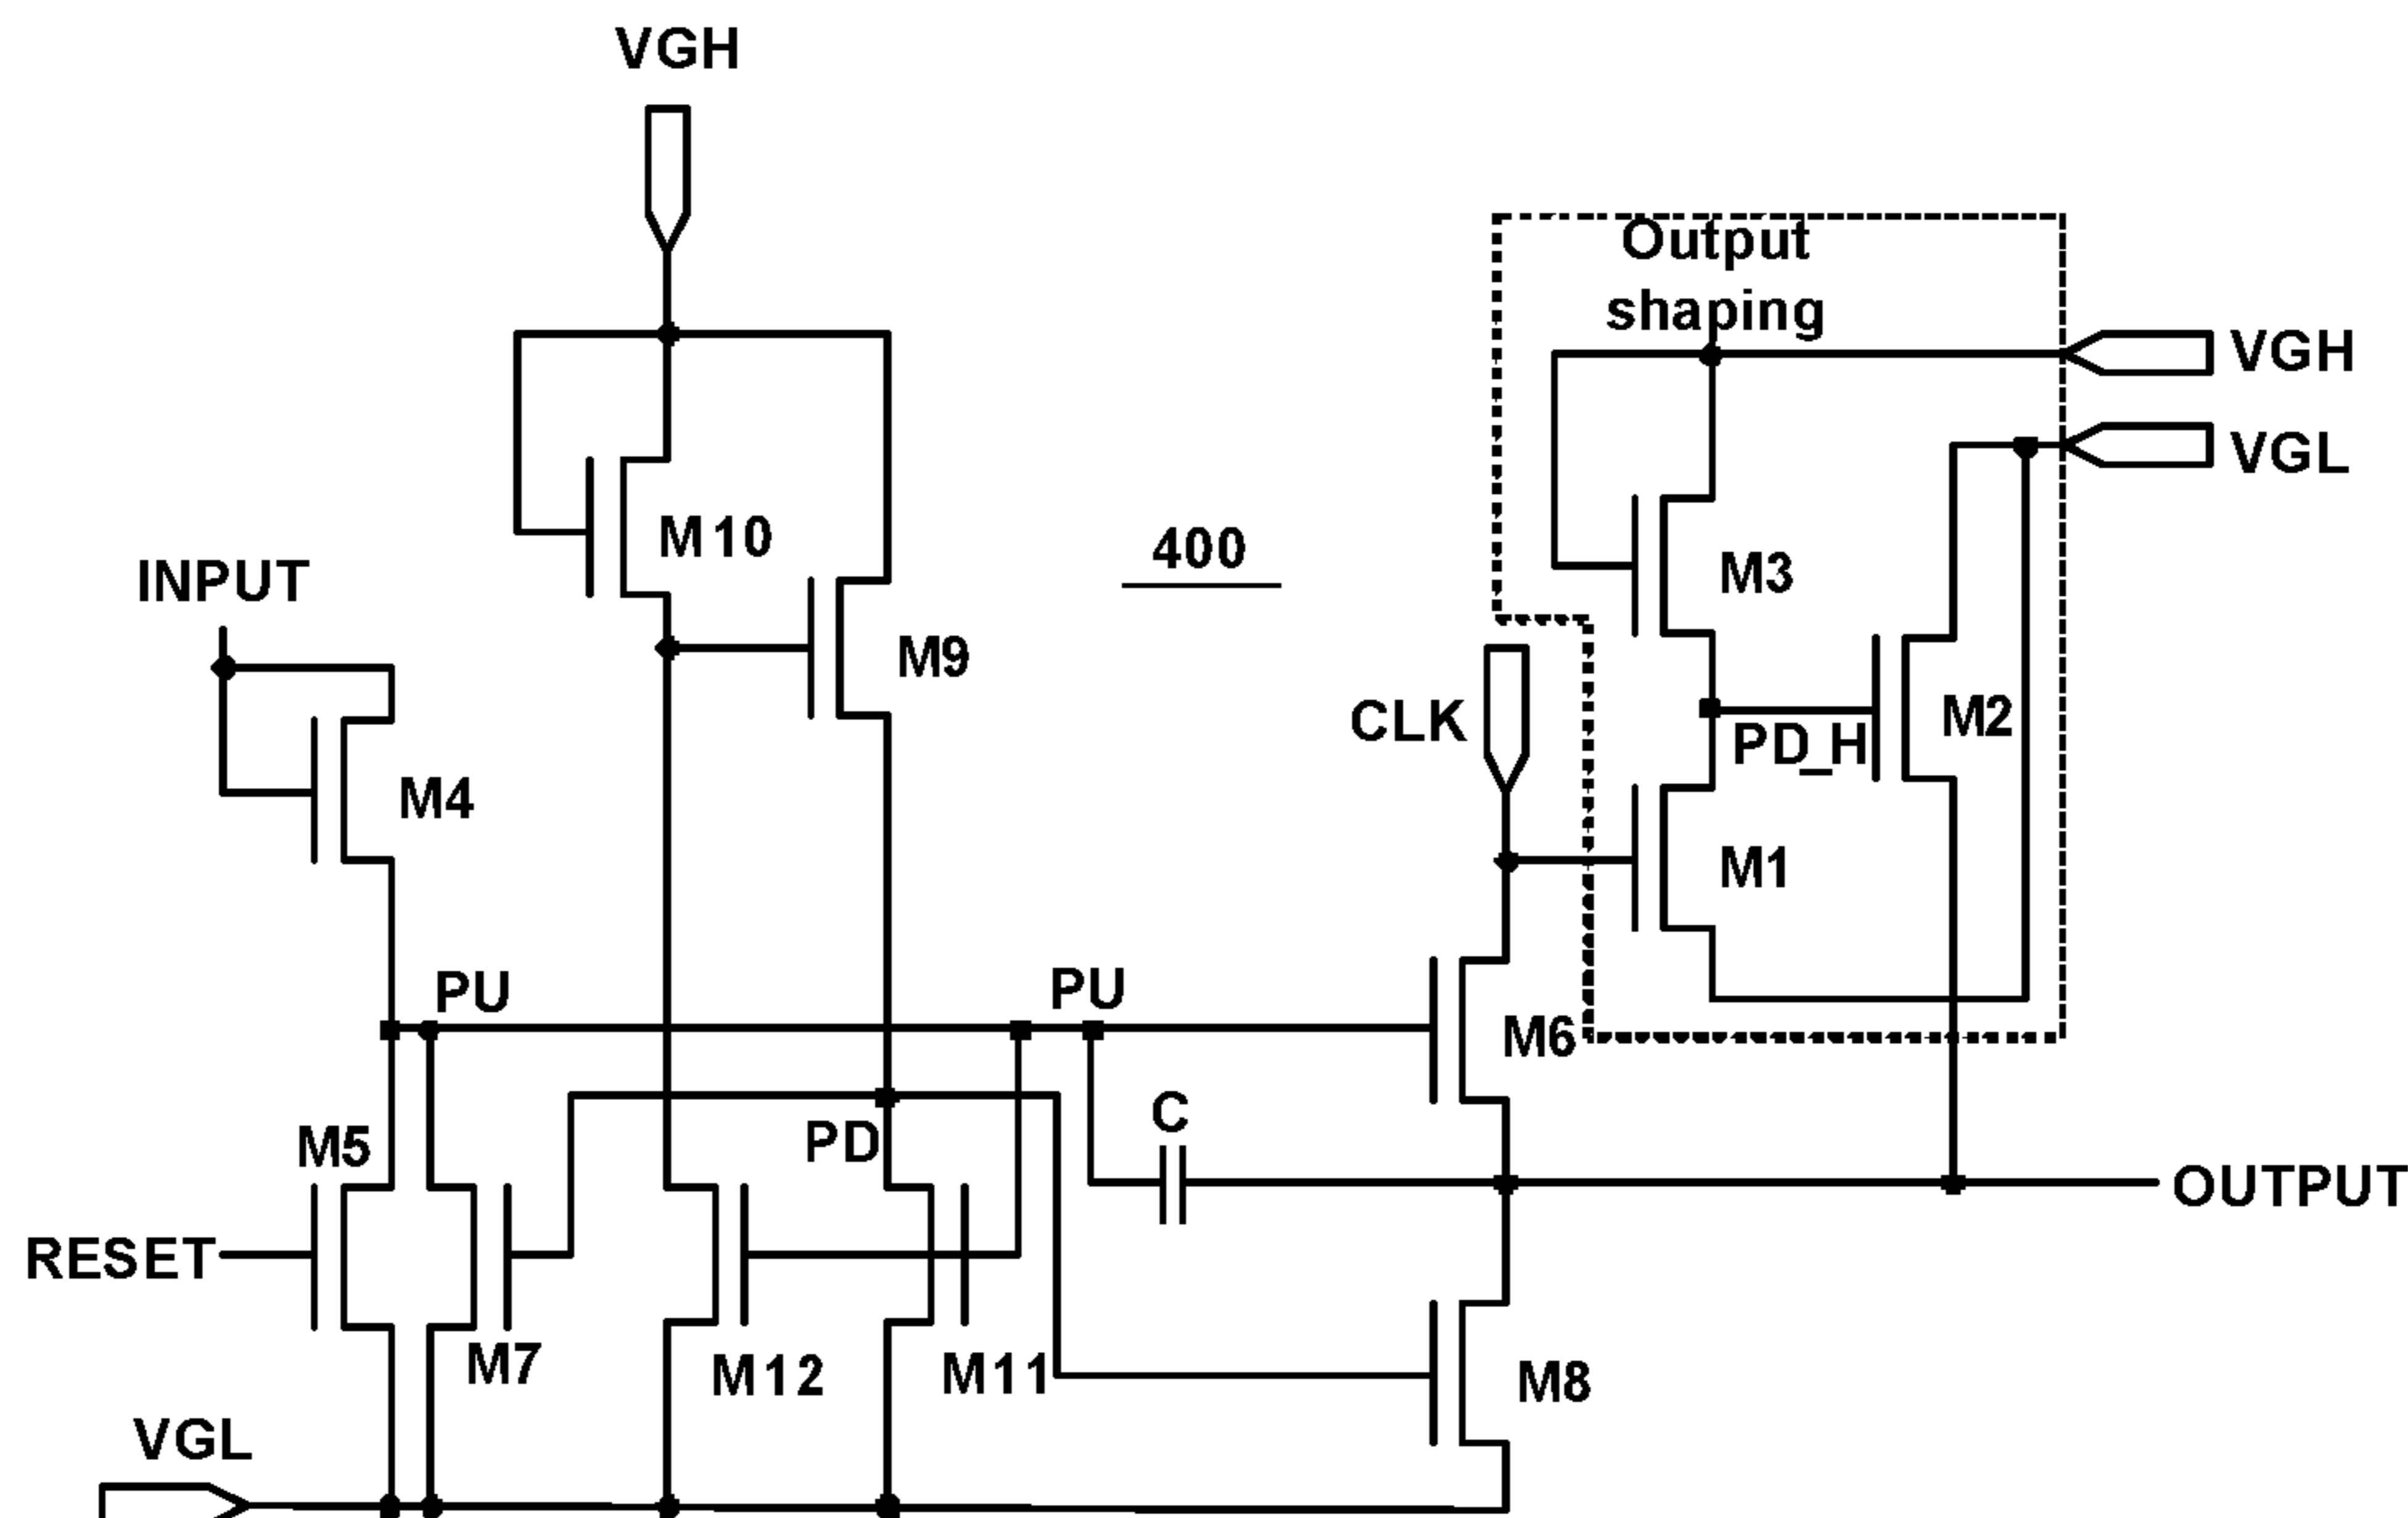 VGH
Output
shaping
VGH
VGL
M10
400
INPUT
M3
M9
CLK
M2
PD_H
M4
M1
PU
PU
M6
C
M5
PD
OUTPUT
RESET
M7
M12
M11
M8
VGL